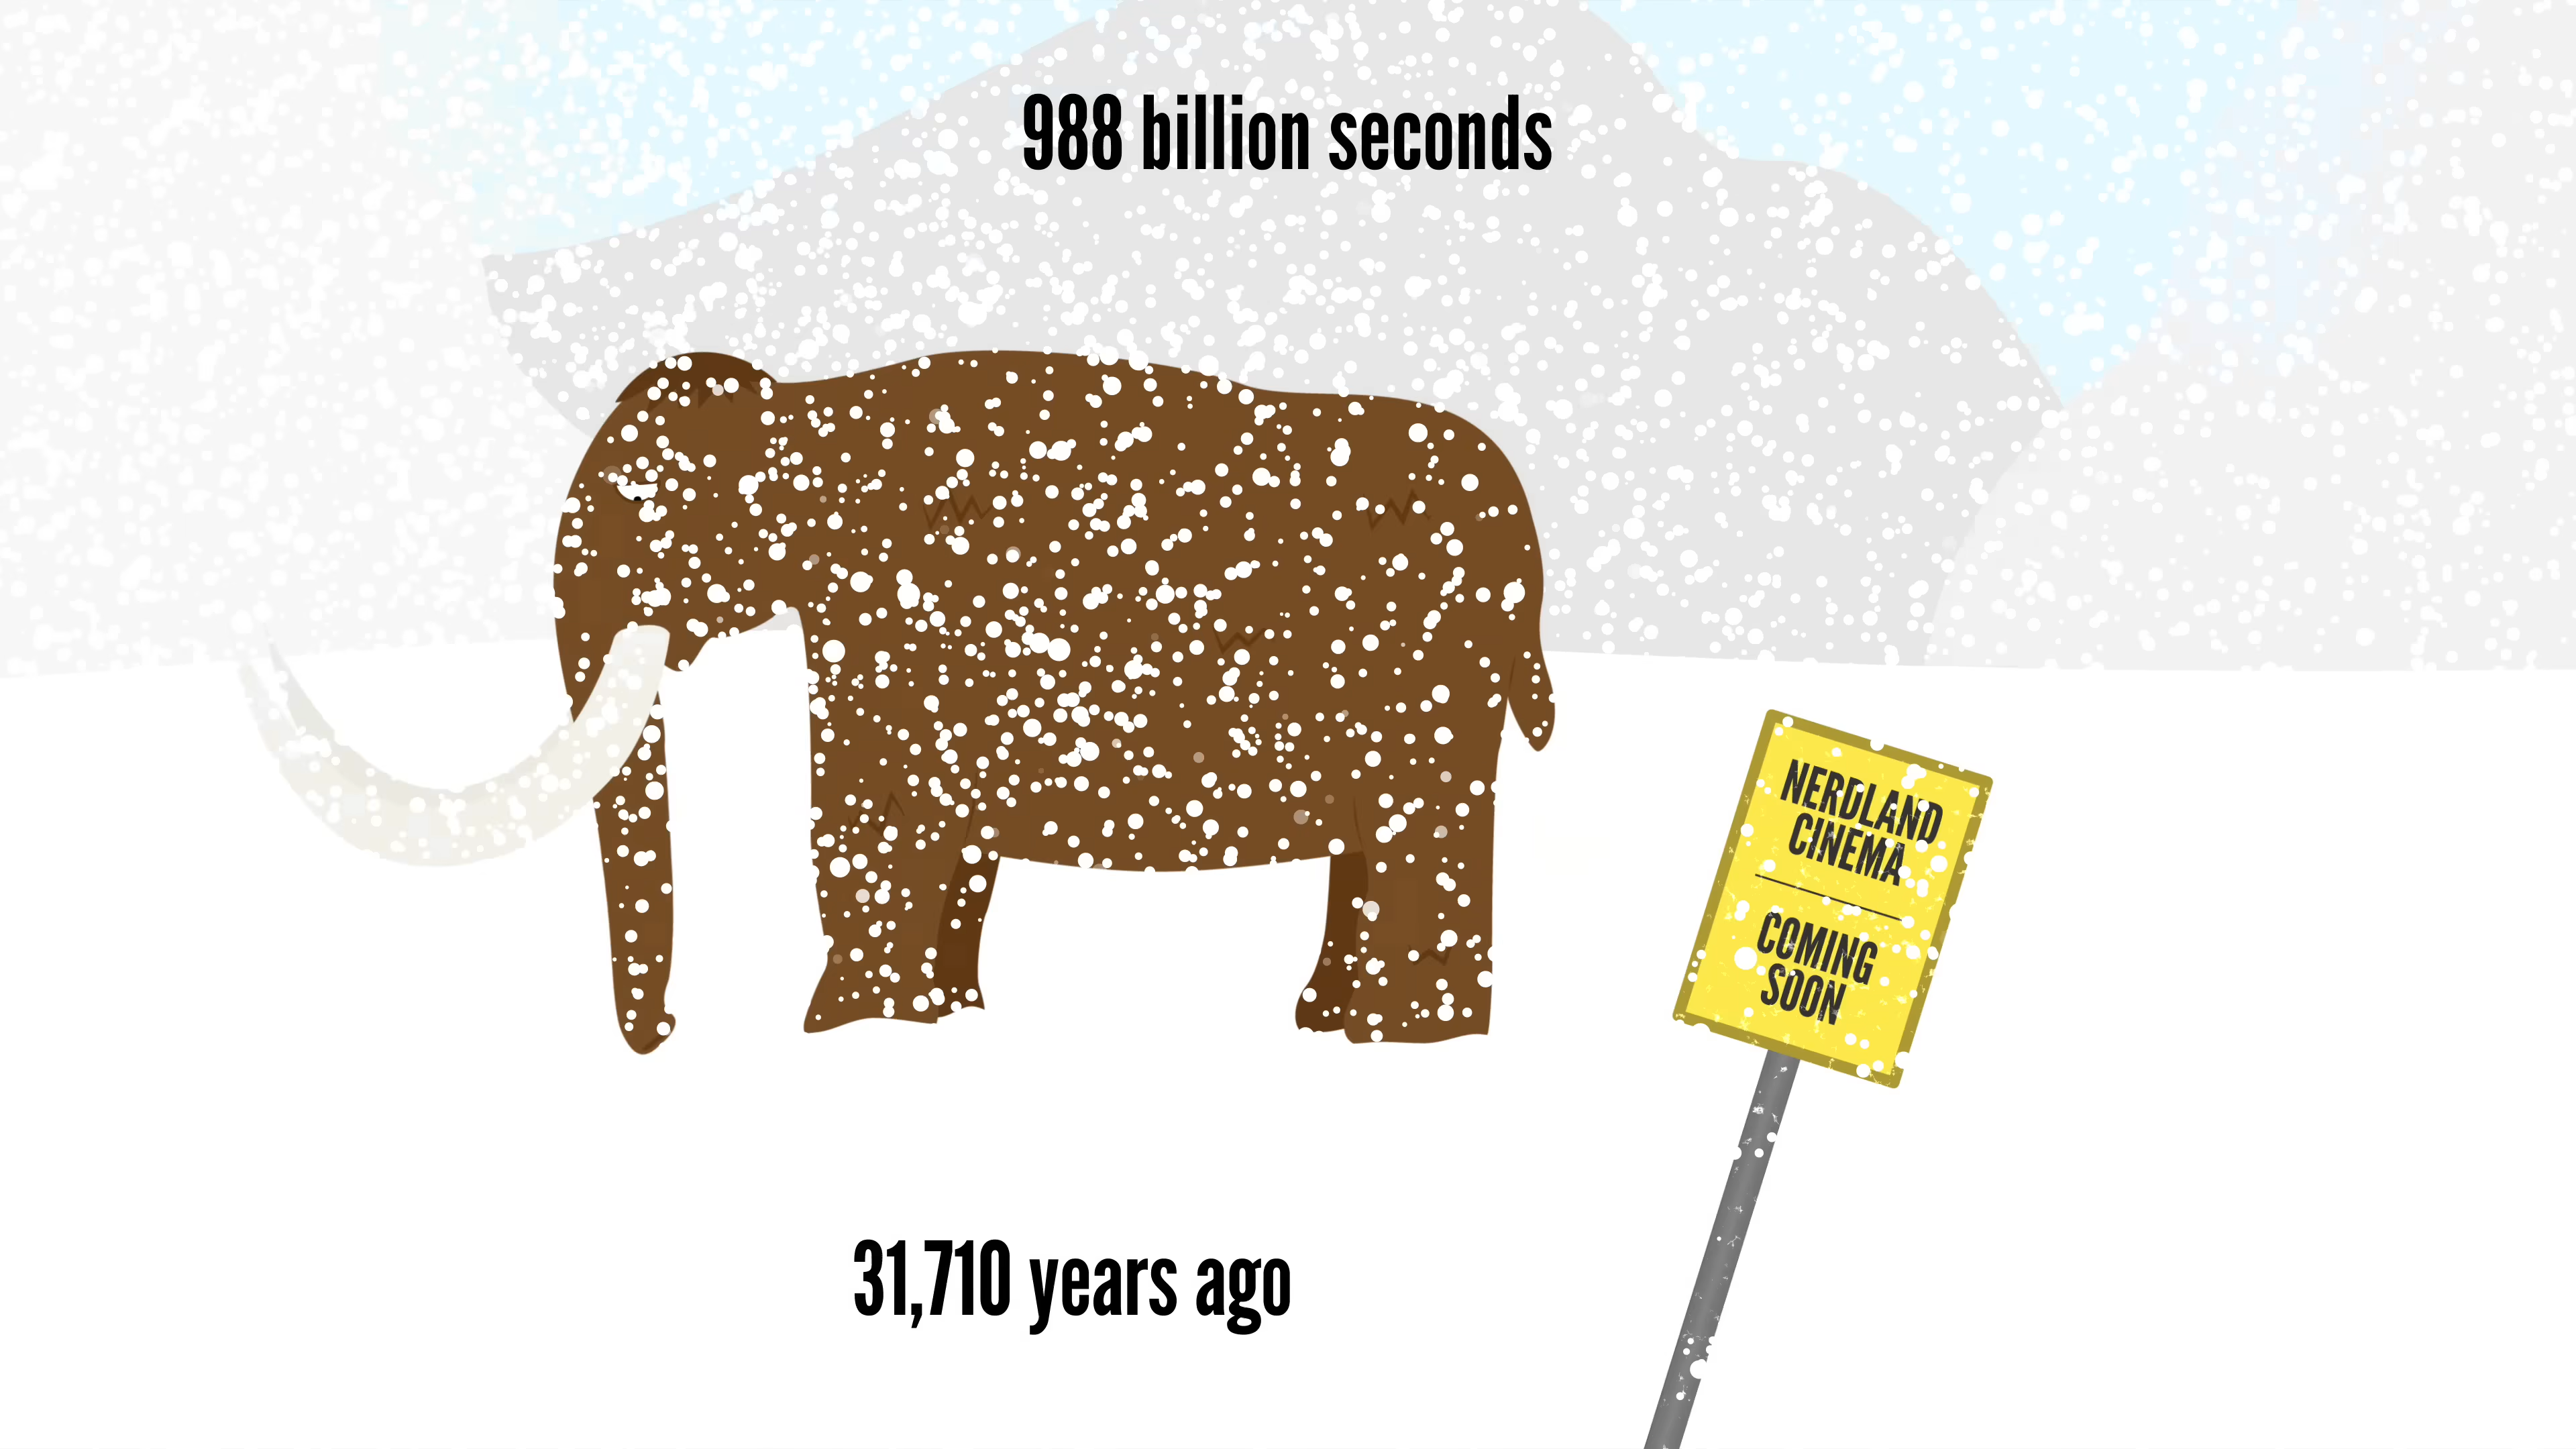 988 billion seconds
NERDLAND
CINEMA
COMING
SOON
31,710 years ago